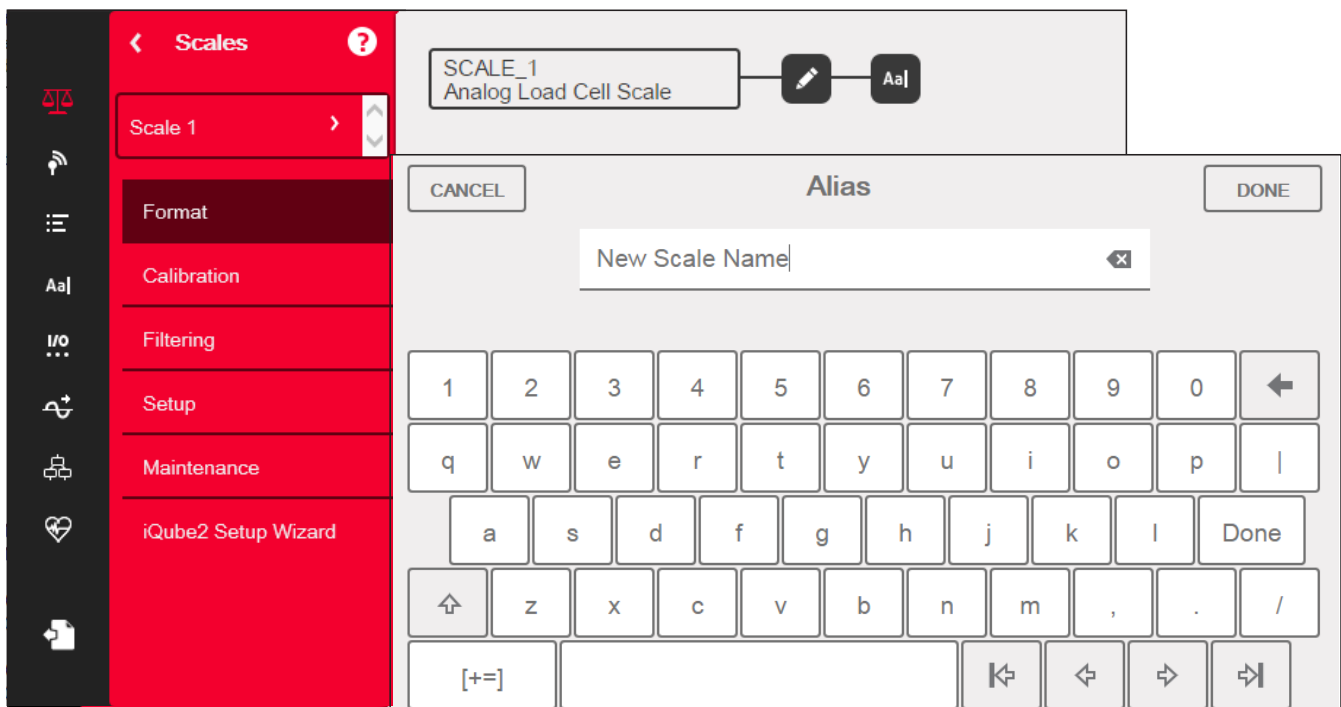 Scales ?
SCALE_1
Analog Load Cell Scale
Aa|
Scale 1
Format
Calibration
Filtering
Setup
Maintenance
iQube2 Setup Wizard
Aa|
I/O
CANCEL Alias DONE
New Scale Name
1 2 3 4 5 6 7 8 9 0
q w e r t y u i o p |
a s d f g h j k l Done
z x c v b n m , . /
[+=]